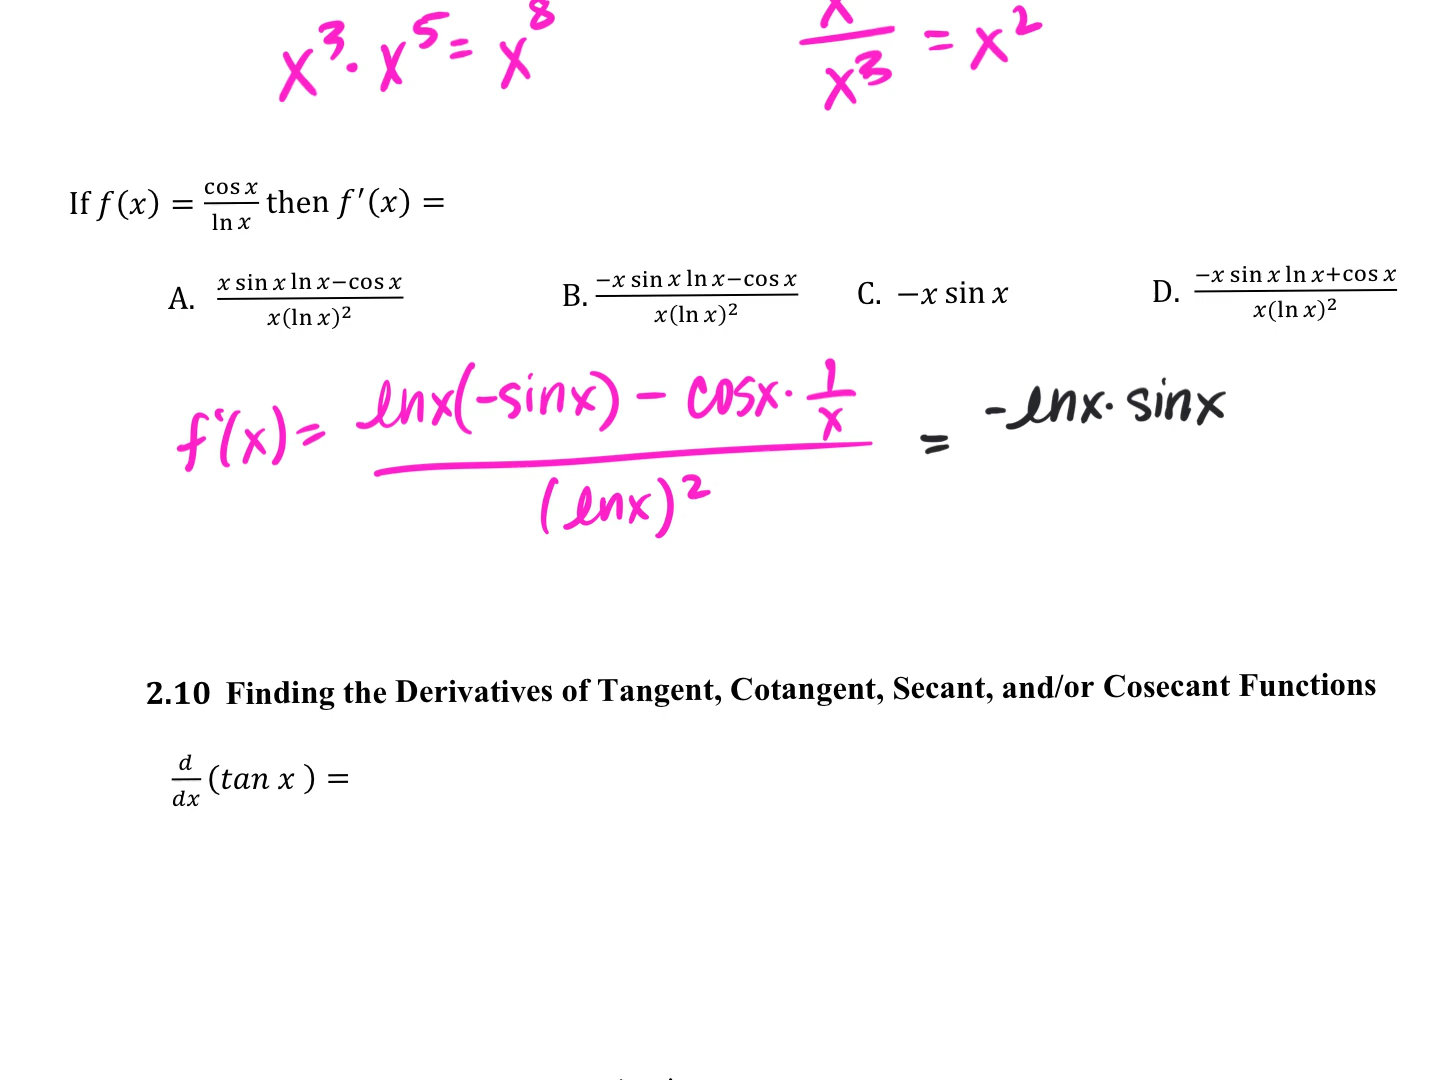 x³ · x⁵ = x⁸
x/x³ = x²
If f(x) = cos x/ln x then f′(x) =
A. x sin x ln x−cos x/x(ln x)² B. −x sin x ln x−cos x/x(ln x)² C. −x sin x D. −x sin x ln x+cos x/x(ln x)²
f'(x) = lnx(-sinx) - cosx · 1/x / (lnx)² = -lnx · sinx
2.10 Finding the Derivatives of Tangent, Cotangent, Secant, and/or Cosecant Functions
d/dx (tan x ) =